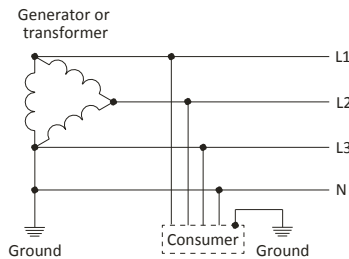 Generator or
transformer
L1
L2
L3
N
Consumer
Ground
Ground